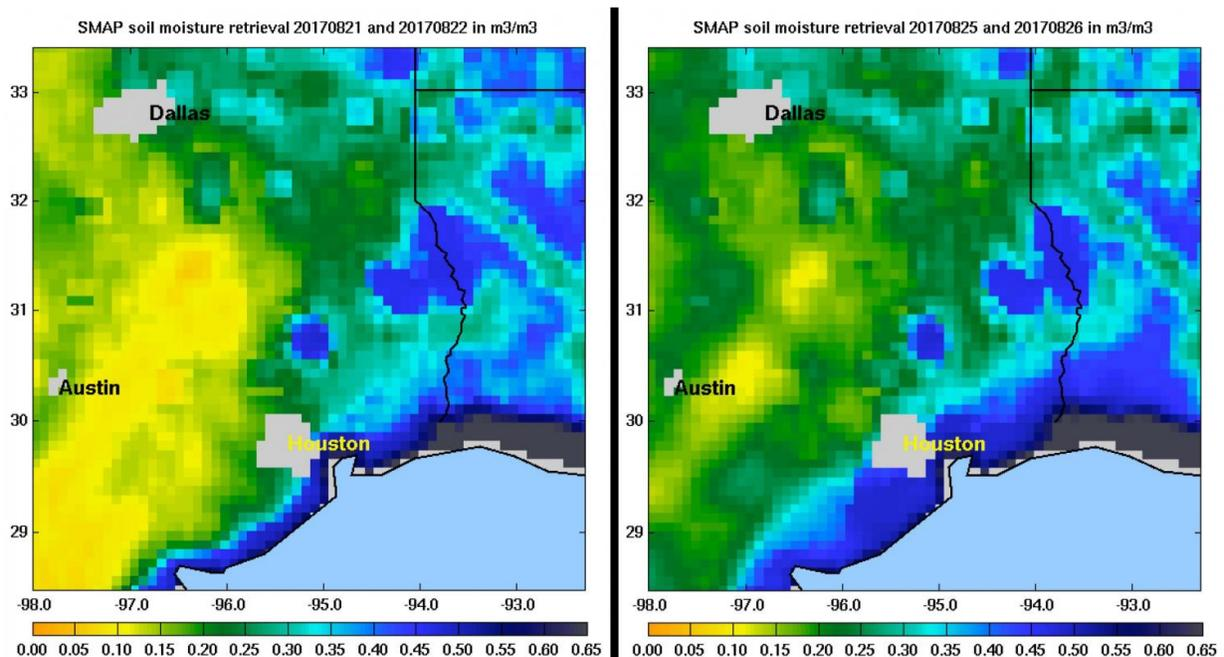 SMAP soil moisture retrieval 20170821 and 20170822 in m3/m3
33
32
31
30
29
Dallas
Austin
Houston
-98.0 -97.0 -96.0 -95.0 -94.0 -93.0
0.00 0.05 0.10 0.15 0.20 0.25 0.30 0.35 0.40 0.45 0.50 0.55 0.60 0.65
SMAP soil moisture retrieval 20170825 and 20170826 in m3/m3
33
32
31
30
29
Dallas
Austin
Houston
-98.0 -97.0 -96.0 -95.0 -94.0 -93.0
0.00 0.05 0.10 0.15 0.20 0.25 0.30 0.35 0.40 0.45 0.50 0.55 0.60 0.65